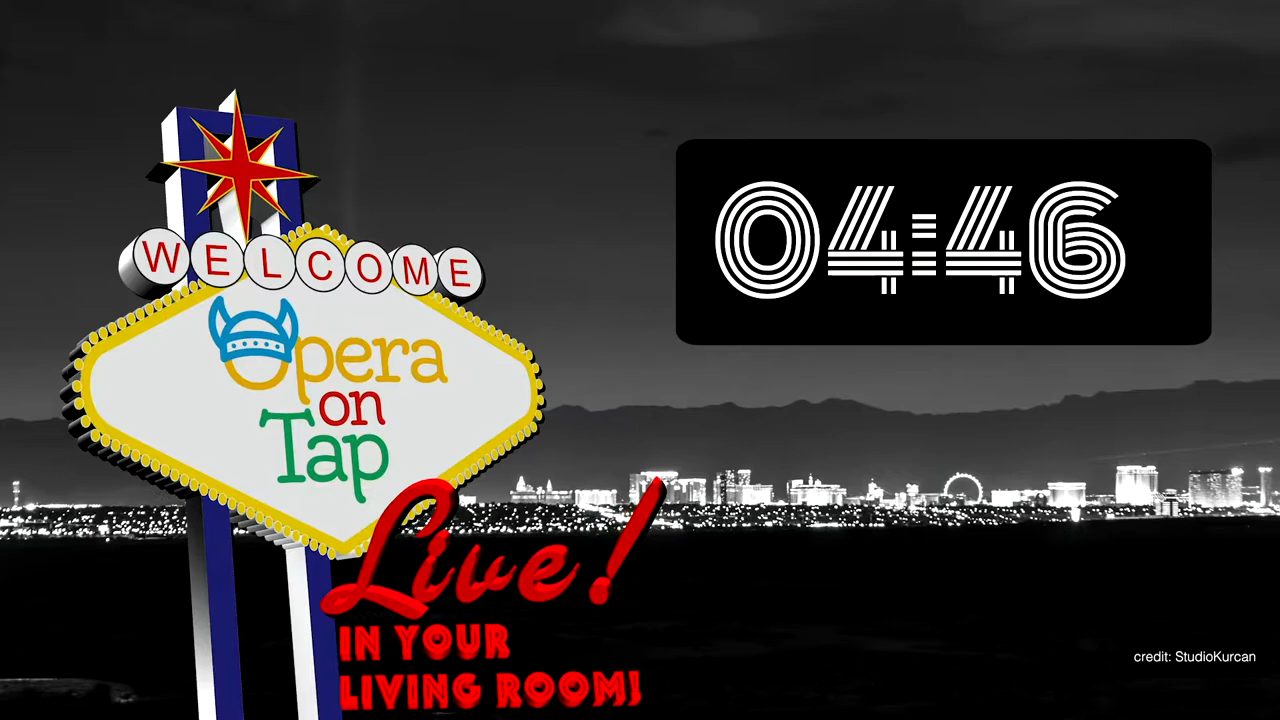 WELCOME
Opera
on
Tap
Live!
IN YOUR
LIVING ROOM!
04:46
credit: StudioKurcan